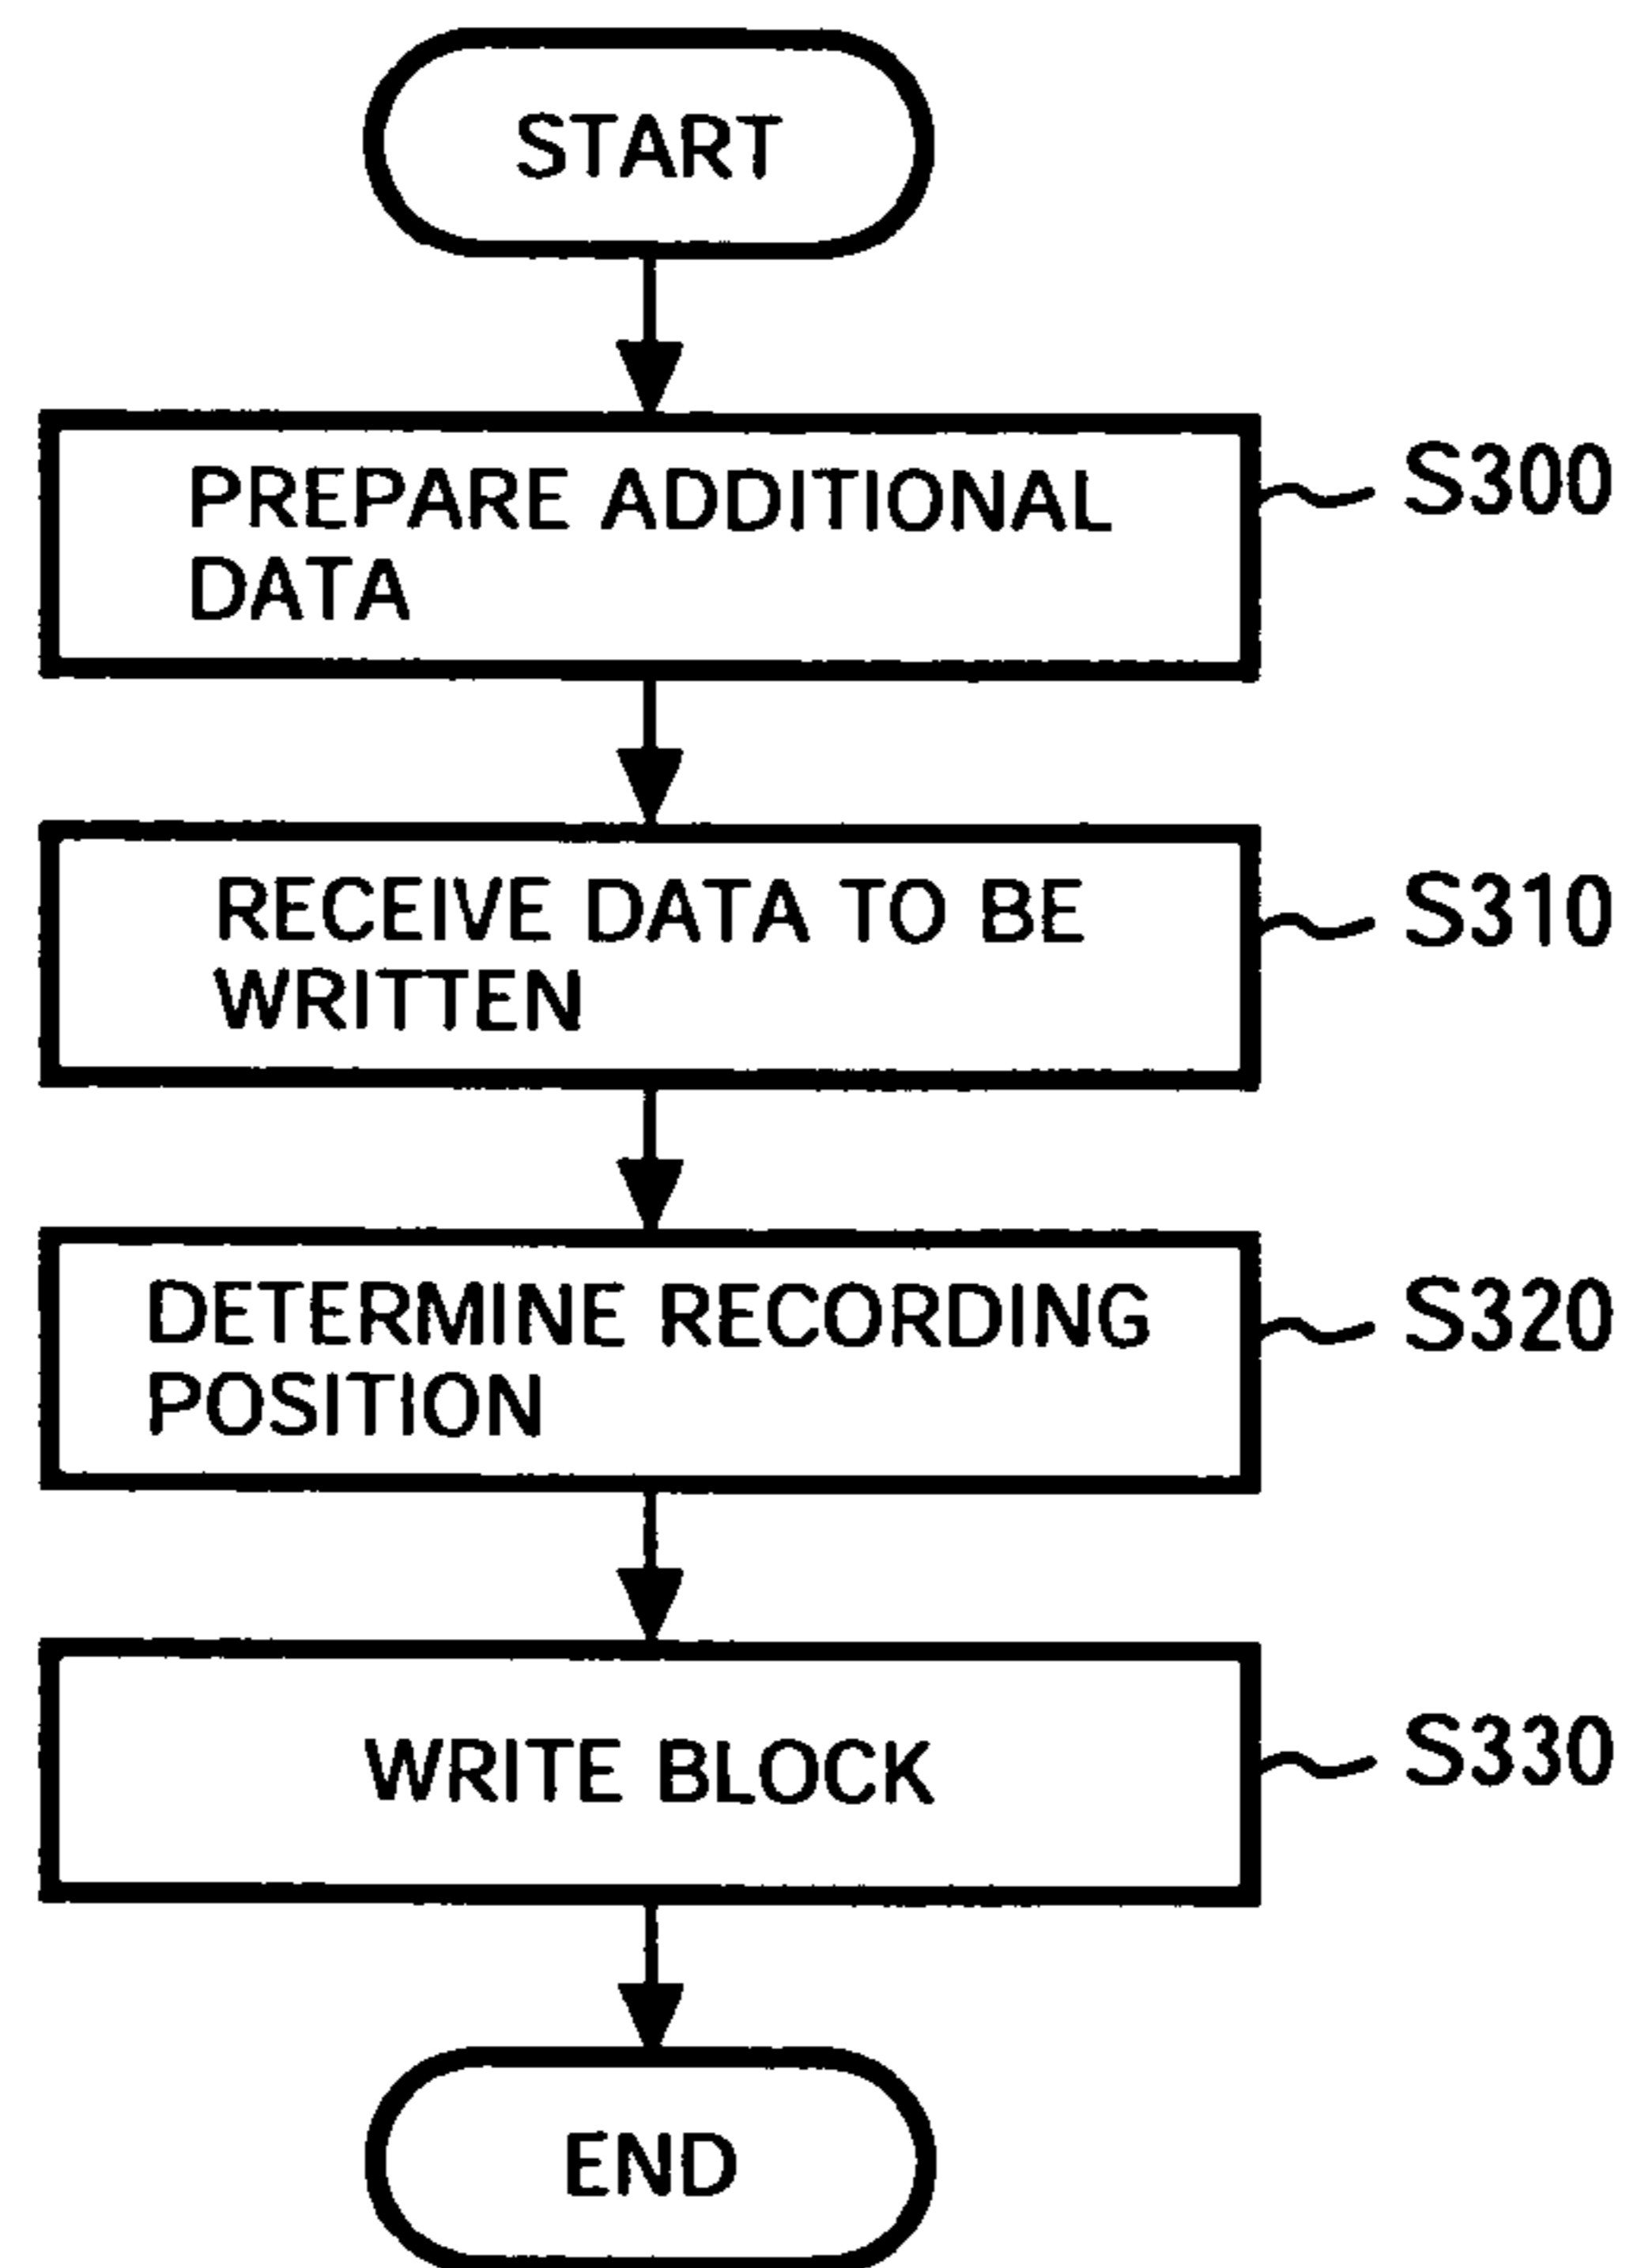 START
PREPARE ADDITIONAL
DATA
S300
RECEIVE DATA TO BE
WRITTEN
S310
DETERMINE RECORDING
POSITION
S320
WRITE BLOCK
S330
END